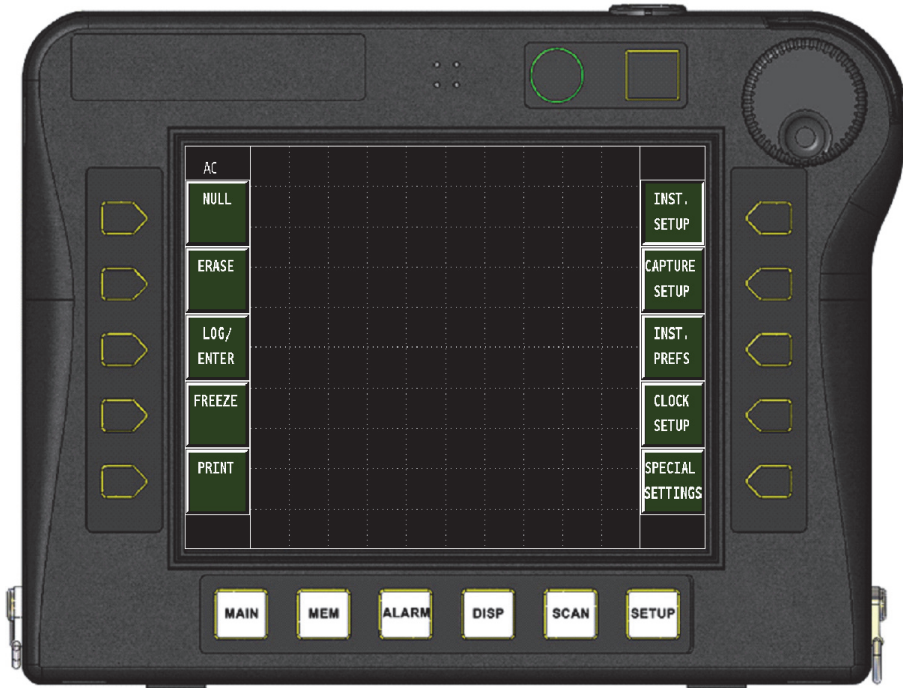 AC
NULL
ERASE
LOG/
ENTER
FREEZE
PRINT
INST.
SETUP
CAPTURE
SETUP
INST.
PREFS
CLOCK
SETUP
SPECIAL
SETTINGS
MAIN
MEM
ALARM
DISP
SCAN
SETUP